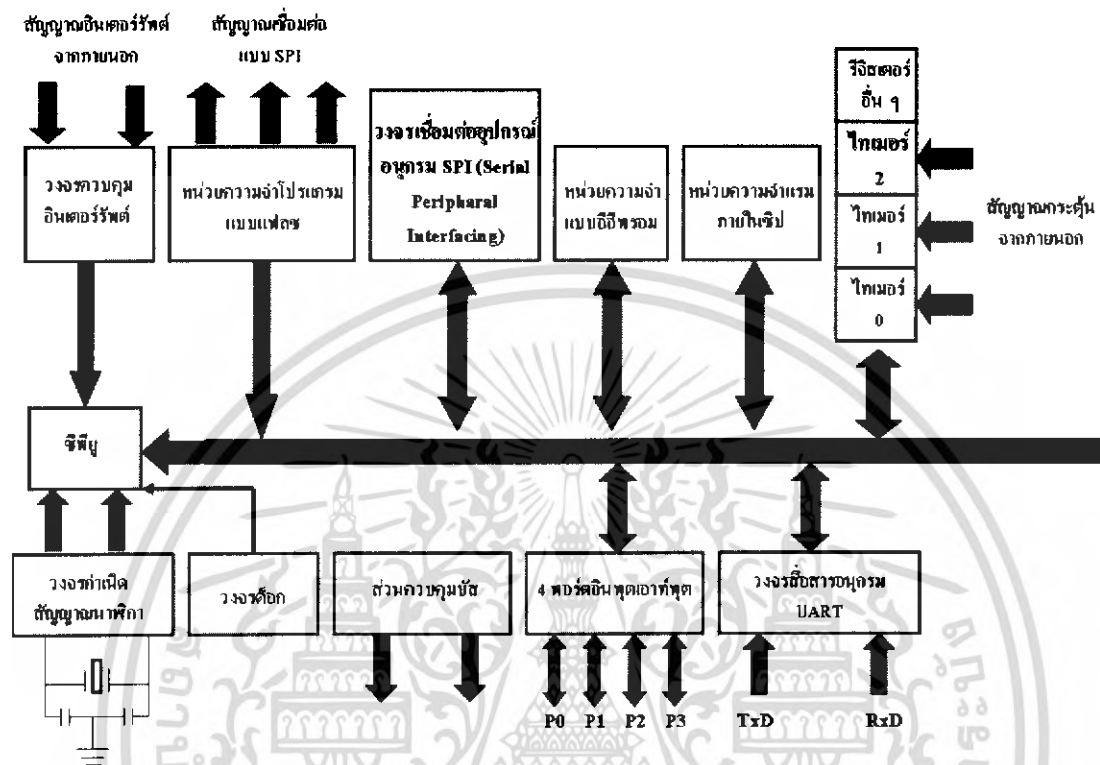 สัญญาณอินเตอร์รัพต์
จากภายนอก
สัญญาณเชื่อมต่อ
แบบ SPI
วงจรควบคุม
อินเตอร์รัพต์
หน่วยความจำโปรแกรม
แบบแฟลช
วงจรเชื่อมต่ออุปกรณ์
อนุกรม SPI (Serial
Peripharal
Interfacing)
หน่วยความจำ
แบบอีอีพรอม
หน่วยความจำแรม
ภายในชิป
รีจิสเตอร์
อื่น ๆ
ไทเมอร์
2
ไทเมอร์
1
ไทเมอร์
0
สัญญาณกระตุ้น
จากภายนอก
ซีพียู
วงจรกำเนิด
สัญญาณนาฬิกา
วงจรด็อก
ส่วนควบคุมบัส
4 พอร์ตอินพุตเอาท์พุต
วงจรสื่อสารอนุกรม
UART
P0 P1 P2 P3
TxD RxD